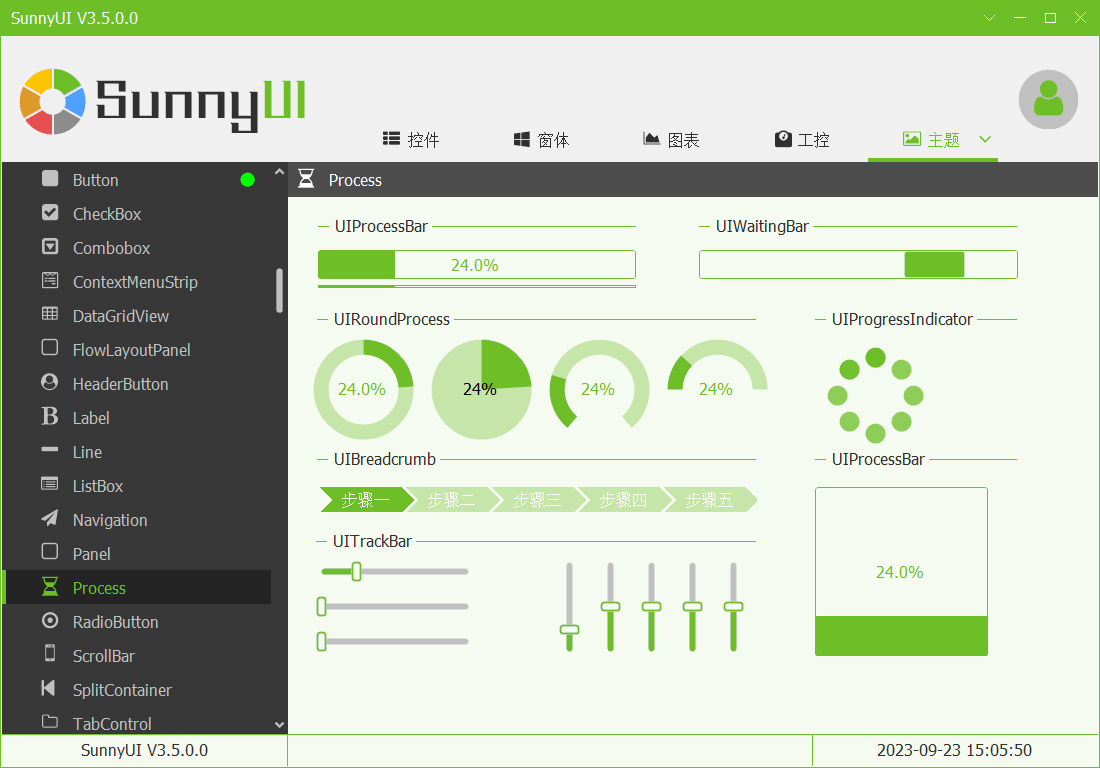 SunnyUI V3.5.0.0
SunnyUI
控件 窗体 图表 工控 主题
Button
CheckBox
Combobox
ContextMenuStrip
DataGridView
FlowLayoutPanel
HeaderButton
Label
Line
ListBox
Navigation
Panel
Process
RadioButton
ScrollBar
SplitContainer
TabControl
Process
UIProcessBar
24.0%
UIWaitingBar
UIRoundProcess
24.0% 24% 24% 24%
UIProgressIndicator
UIBreadcrumb
步骤一 步骤二 步骤三 步骤四 步骤五
UITrackBar
UIProcessBar
24.0%
SunnyUI V3.5.0.0
2023-09-23 15:05:50